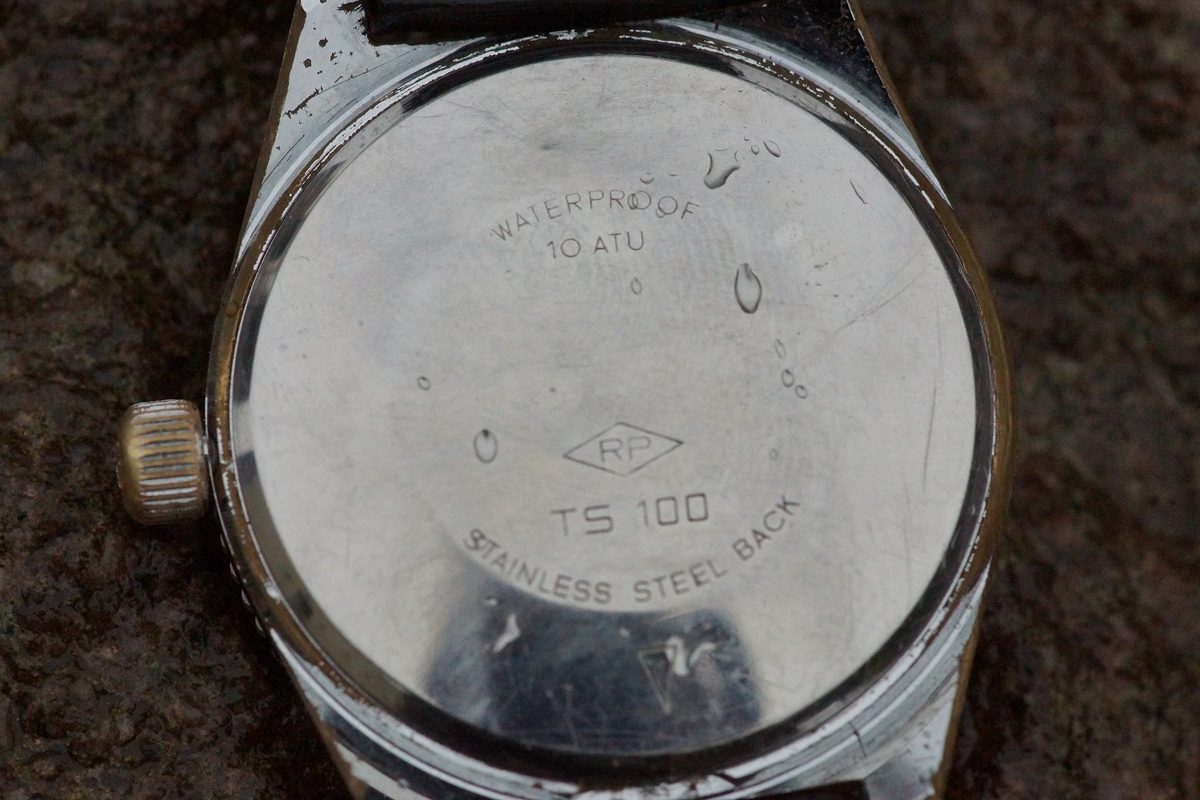 WATERPROOF
10 ATU
RP
TS 100
STAINLESS STEEL BACK